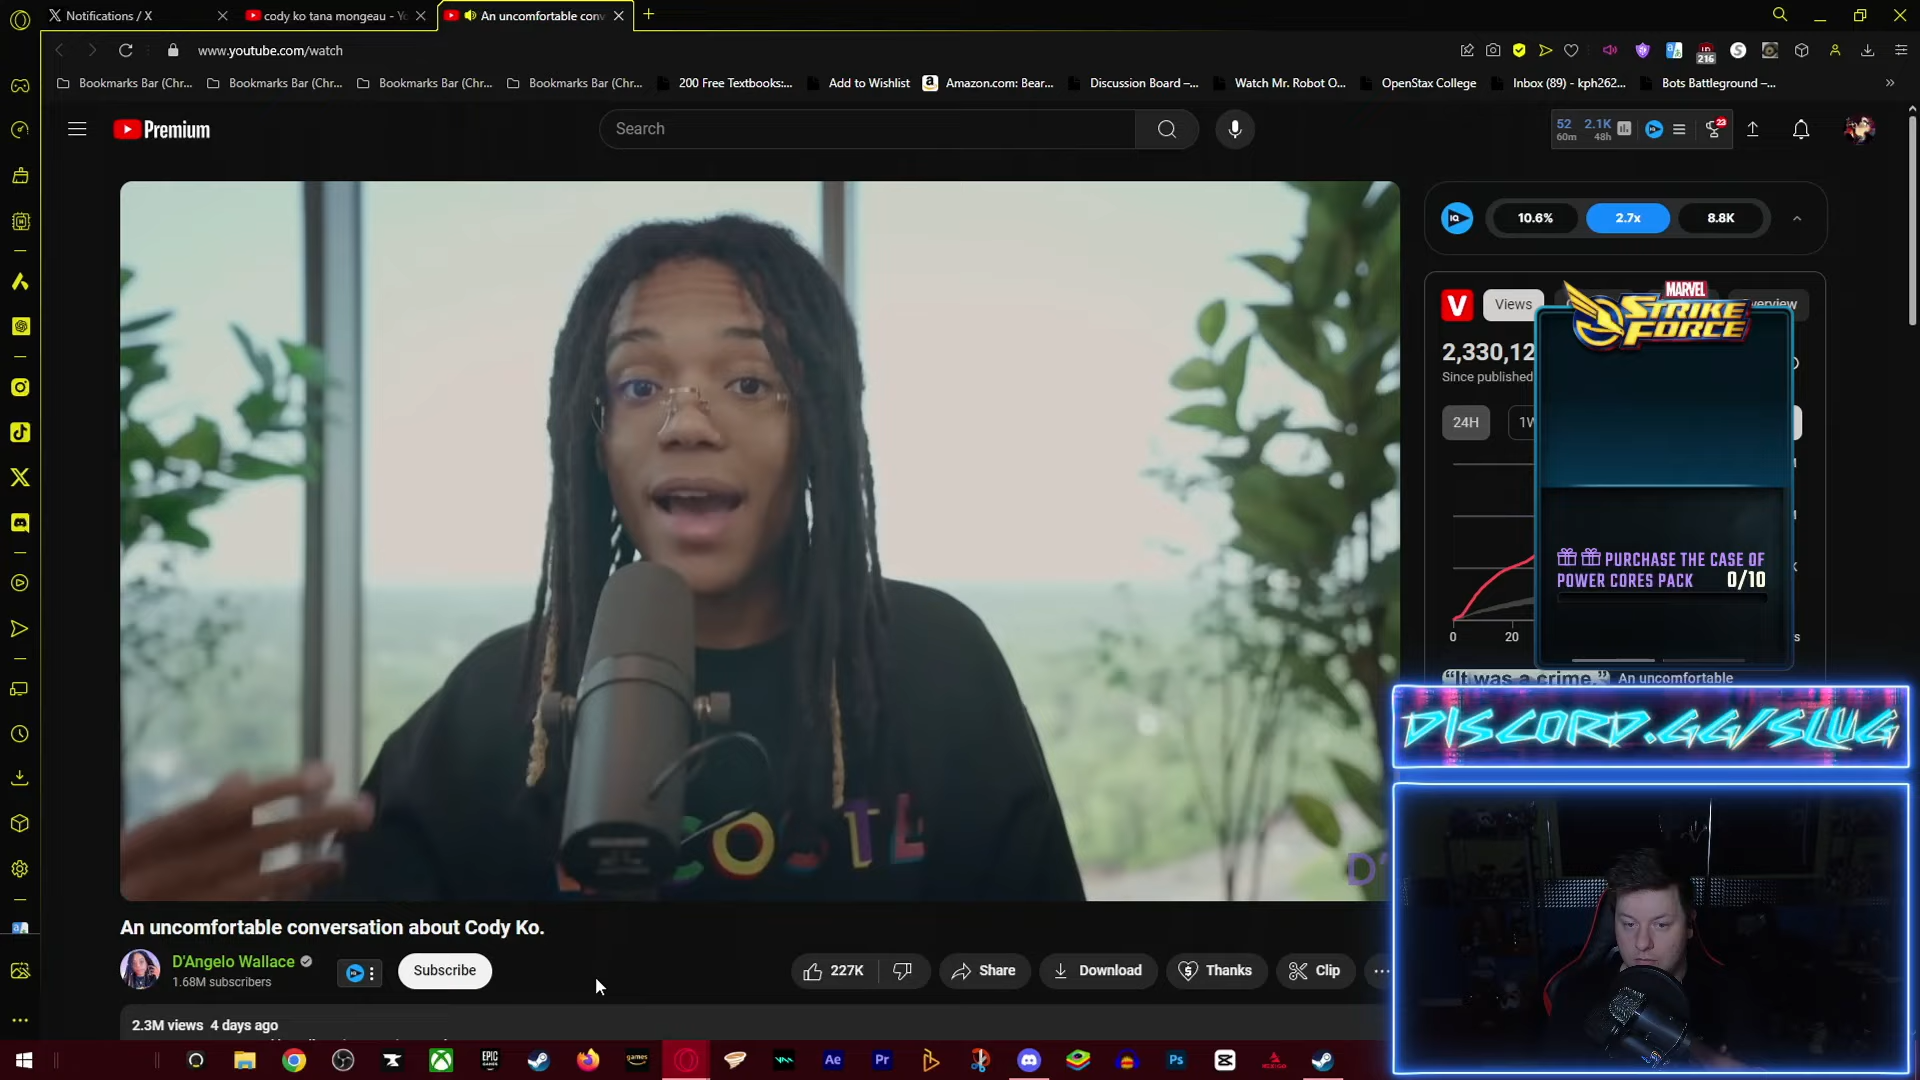 Notifications / X
cody ko tana mongeau - Yo
An uncomfortable conv
www.youtube.com/watch
216
Bookmarks Bar (Chr...
Bookmarks Bar (Chr...
Bookmarks Bar (Chr...
Bookmarks Bar (Chr...
200 Free Textbooks:...
Add to Wishlist
Amazon.com: Bear...
Discussion Board –...
Watch Mr. Robot O...
OpenStax College
Inbox (89) - kph262...
Bots Battleground –...
Premium
Search
52 2.1K
60m 48h
23
10.6%
2.7x
8.8K
Views
2,330,12
Since published
24H
0
20
MARVEL
STRIKE
FORCE
PURCHASE THE CASE OF
POWER CORES PACK 0/10
“It was a crime.” An uncomfortable
DISCORD.GG/SLUG
D'
An uncomfortable conversation about Cody Ko.
D'Angelo Wallace
1.68M subscribers
Subscribe
227K
Share
Download
Thanks
Clip
2.3M views 4 days ago
EPIC
GAMES
games
Ae
Pr
Ps